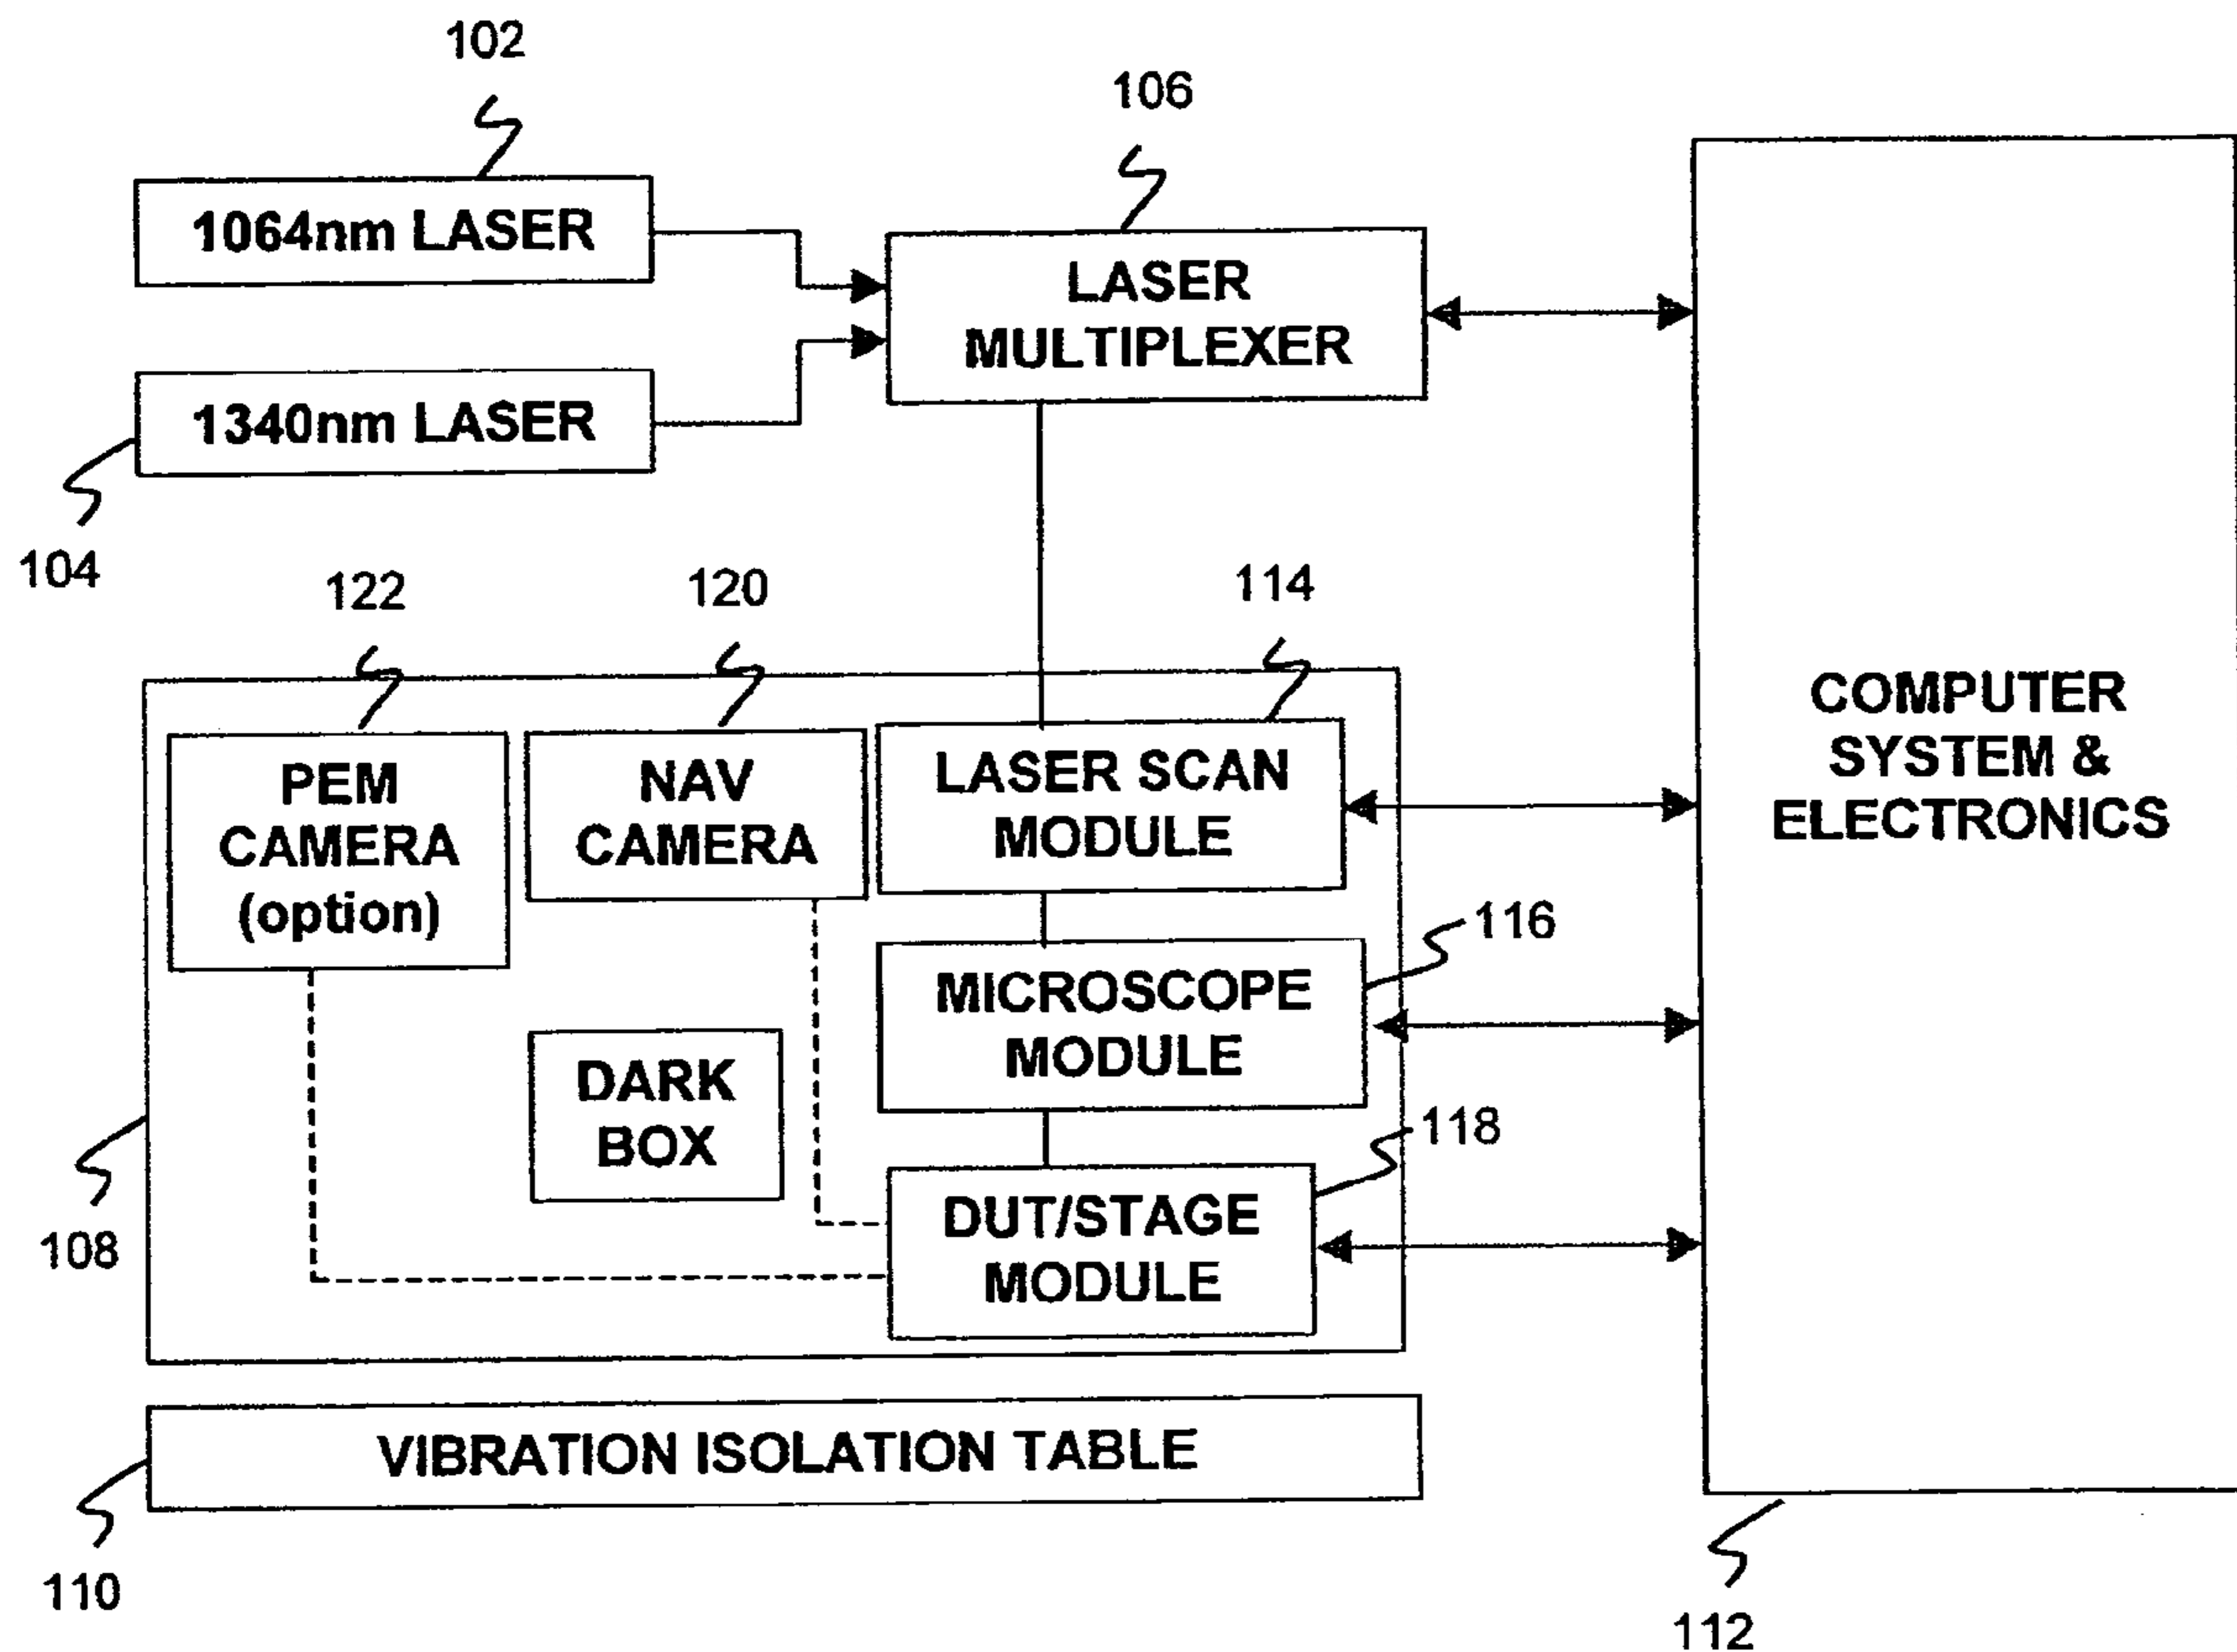 102
106
1064nm LASER
LASER
MULTIPLEXER
1340nm LASER
104
122
120
114
PEM
CAMERA
(option)
NAV
CAMERA
LASER SCAN
MODULE
COMPUTER
SYSTEM &
ELECTRONICS
116
MICROSCOPE
MODULE
DARK
BOX
118
DUT/STAGE
MODULE
108
VIBRATION ISOLATION TABLE
110
112